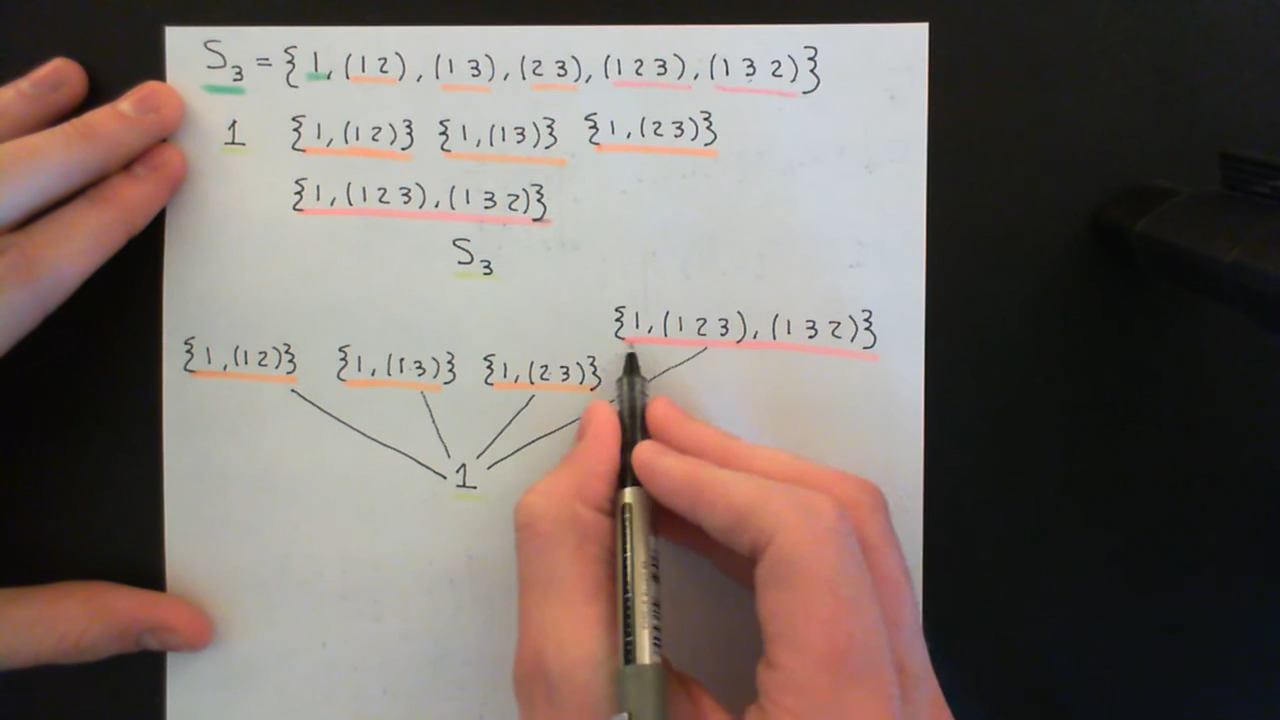 S₃ = {1, (1 2), (1 3), (2 3), (1 2 3), (1 3 2)}
1 {1, (1 2)} {1, (1 3)} {1, (2 3)}
{1, (1 2 3), (1 3 2)}
S₃
{1, (1 2 3), (1 3 2)}
{1, (1 2)} {1, (1 3)} {1, (2 3)}
1